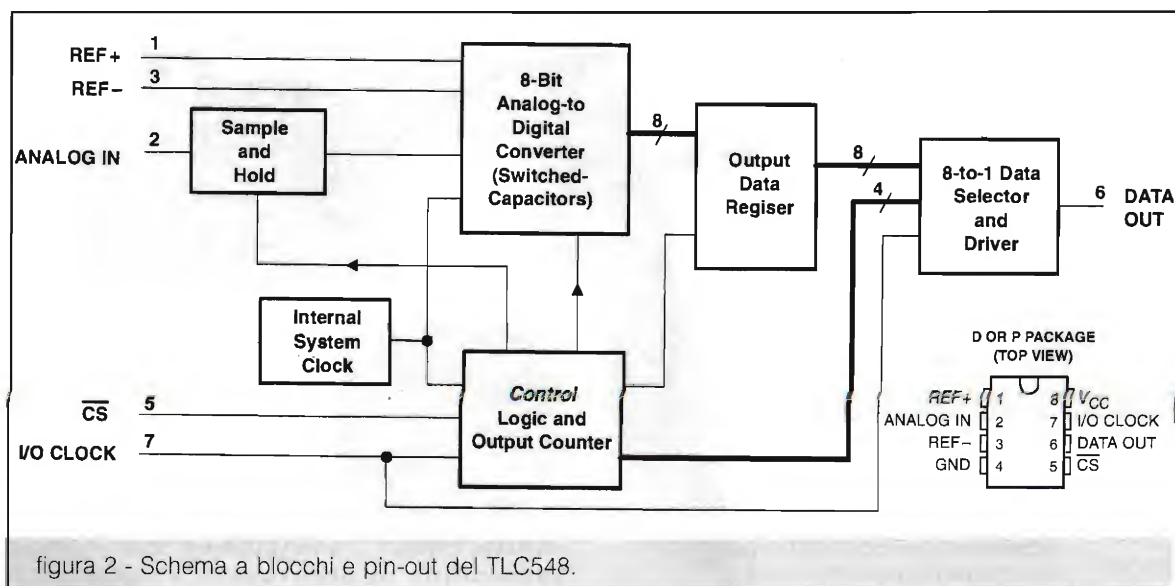 REF+ 1
REF– 3
ANALOG IN 2
Sample
and
Hold
8-Bit
Analog-to
Digital
Converter
(Switched-
Capacitors)
8
Output
Data
Regiser
8
4
8-to-1 Data
Selector
and
Driver
6 DATA
OUT
Internal
System
Clock
Control
Logic and
Output Counter
CS 5
I/O CLOCK 7
D OR P PACKAGE
(TOP VIEW)
REF+ 1 8 VCC
ANALOG IN 2 7 I/O CLOCK
REF– 3 6 DATA OUT
GND 4 5 CS
figura 2 - Schema a blocchi e pin-out del TLC548.